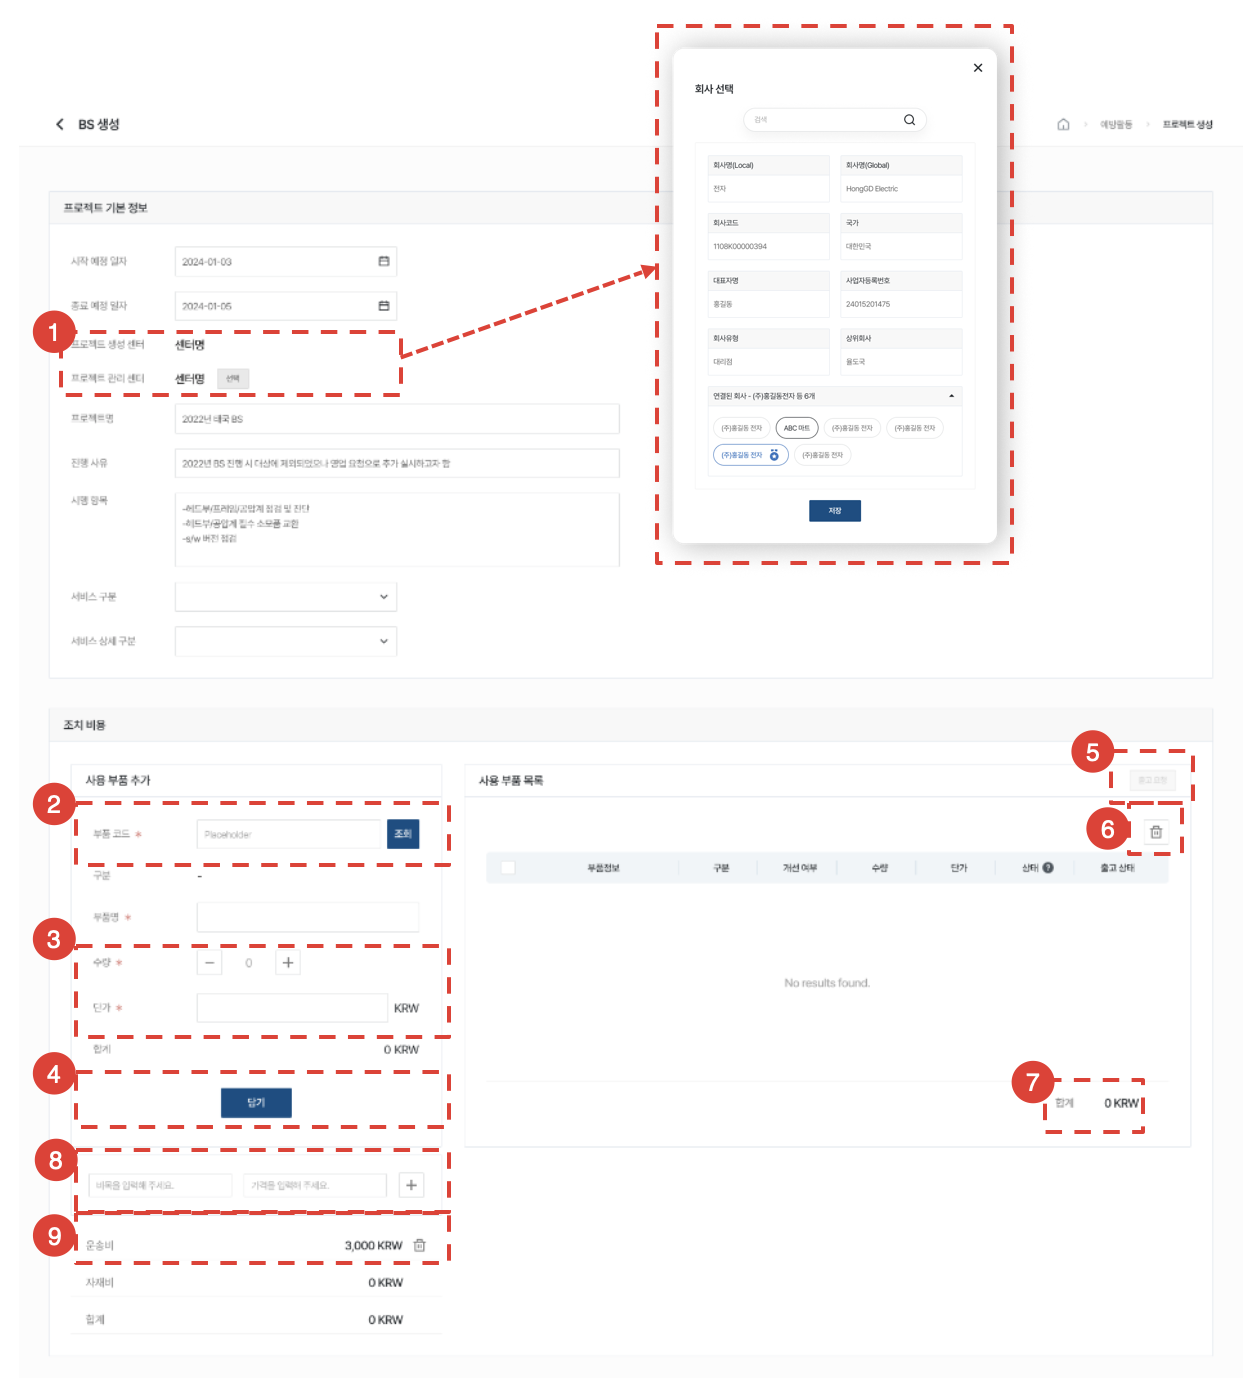 BS 생성
예방활동
프로젝트 생성
프로젝트 기본 정보
시작 예정 일자
2024-01-03
종료 예정 일자
2024-01-05
1
프로젝트 생성 센터
센터명
프로젝트 관리 센터
센터명
선택
프로젝트명
2022년 태국 BS
진행 사유
2022년 BS 진행 시 대상에 제외되었으나 영업 요청으로 추가 실시하고자 함
시행 항목
-헤드부/프레임/공압계 점검 및 진단
-헤드부/공압계 필수 소모품 교환
-s/w 버전 점검
서비스 구분
서비스 상세 구분
회사 선택
검색
회사명(Local)
회사명(Global)
전자
HongGD Electric
회사코드
국가
1108K00000394
대한민국
대표자명
사업자등록번호
홍길동
24015201475
회사유형
상위회사
대리점
율도국
연결된 회사 - (주)홍길동전자 등 6개
(주)홍길동 전자
ABC 마트
(주)홍길동 전자
(주)홍길동 전자
(주)홍길동 전자
(주)홍길동 전자
저장
조치 비용
사용 부품 추가
2
부품 코드 *
Placeholder
조회
구분
-
부품명 *
3
수량 *
0
단가 *
KRW
합계
0 KRW
4
담기
8
비목을 입력해 주세요.
가격을 입력해 주세요.
9
운송비
3,000 KRW
자재비
0 KRW
합계
0 KRW
사용 부품 목록
5
출고 요청
6
부품정보
구분
개선 여부
수량
단가
상태 ?
출고 상태
No results found.
7
합계
0 KRW